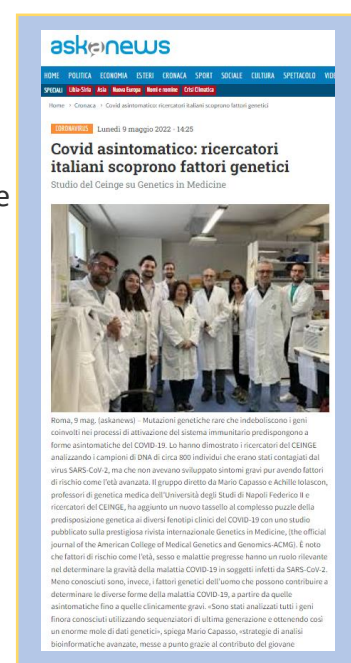 askanews
HOME POLITICA ECONOMIA ESTERI CRONACA SPORT SOCIALE CULTURA SPETTACOLO VIDE
SPECIALI Libia-Siria Asia Nuova Europa Nomi e nomine Crisi Climatica
Home › Cronaca › Covid asintomatico: ricercatori italiani scoprono fattori genetici
CORONAVIRUS Lunedì 9 maggio 2022 - 14:25
Covid asintomatico: ricercatori
italiani scoprono fattori genetici
Studio del Ceinge su Genetics in Medicine
e
Roma, 9 mag. (askanews) – Mutazioni genetiche rare che indeboliscono i geni
coinvolti nei processi di attivazione del sistema immunitario predispongono a
forme asintomatiche del COVID-19. Lo hanno dimostrato i ricercatori del CEINGE
analizzando i campioni di DNA di circa 800 individui che erano stati contagiati dal
virus SARS-CoV-2, ma che non avevano sviluppato sintomi gravi pur avendo fattori
di rischio come l'età avanzata. Il gruppo diretto da Mario Capasso e Achille Iolascon,
professori di genetica medica dell'Università degli Studi di Napoli Federico II e
ricercatori del CEINGE, ha aggiunto un nuovo tassello al complesso puzzle della
predisposizione genetica ai diversi fenotipi clinici del COVID-19 con uno studio
pubblicato sulla prestigiosa rivista internazionale Genetics in Medicine, (the official
journal of the American College of Medical Genetics and Genomics-ACMG). È noto
che fattori di rischio come l'età, sesso e malattie pregresse hanno un ruolo rilevante
nel determinare la gravità della malattia COVID-19 in soggetti infetti da SARS-CoV-2.
Meno conosciuti sono, invece, i fattori genetici dell'uomo che possono contribuire a
determinare le diverse forme della malattia COVID-19, a partire da quelle
asintomatiche fino a quelle clinicamente gravi. «Sono stati analizzati tutti i geni
finora conosciuti utilizzando sequenziatori di ultima generazione e ottenendo così
un enorme mole di dati genetici», spiega Mario Capasso, «strategie di analisi
bioinformatiche avanzate, messe a punto grazie al contributo del giovane